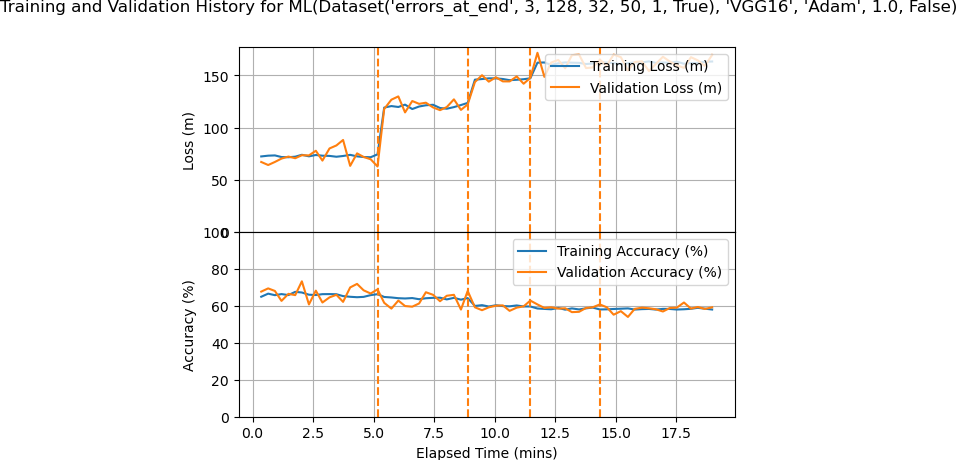 Training and Validation History for ML(Dataset('errors_at_end', 3, 128, 32, 50, 1, True), 'VGG16', 'Adam', 1.0, False)
150
100
50
0
Loss (m)
Training Loss (m)
Validation Loss (m)
100
80
60
40
20
0
Accuracy (%)
Training Accuracy (%)
Validation Accuracy (%)
0.0 2.5 5.0 7.5 10.0 12.5 15.0 17.5
Elapsed Time (mins)